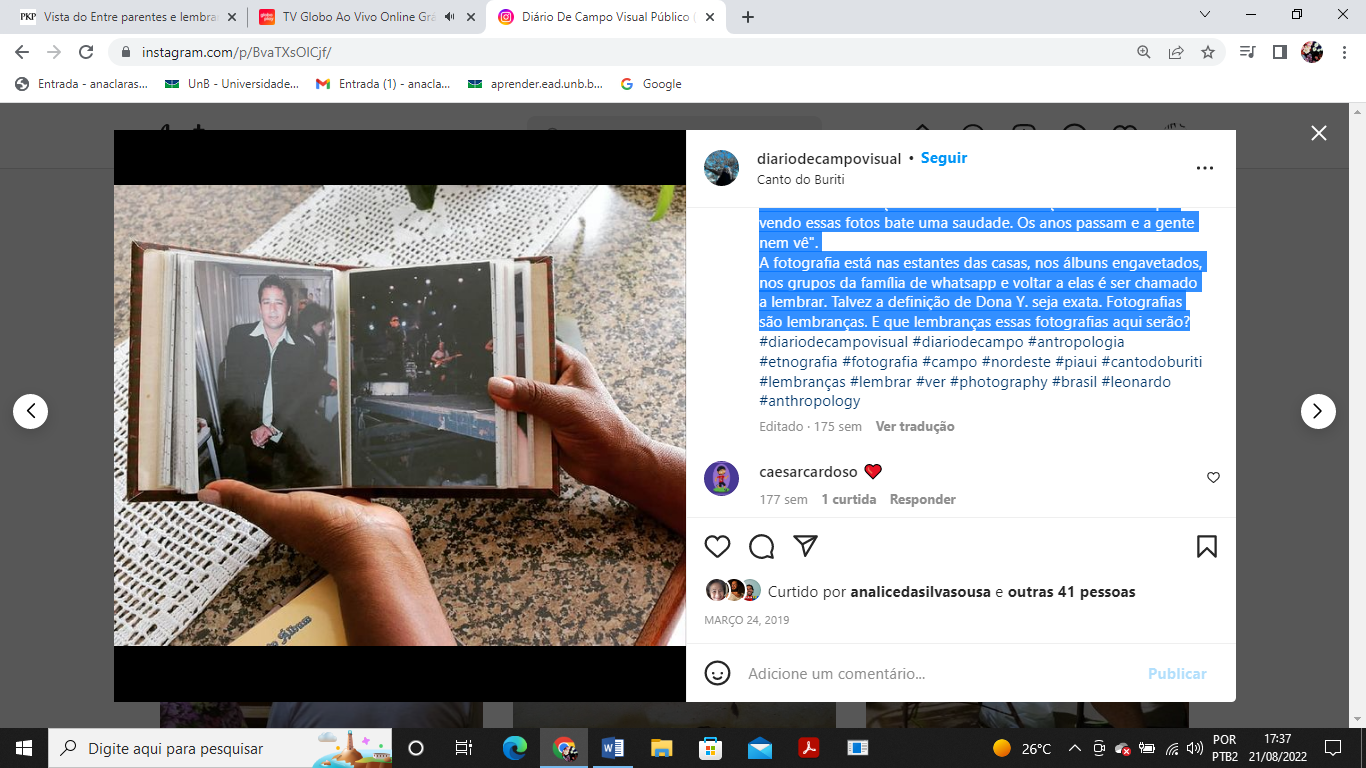 Vista do Entre parentes e lembra
TV Globo Ao Vivo Online Gra
Diário De Campo Visual Público (
instagram.com/p/BvaTXsOlCjf/
Entrada - anaclaras...
UnB - Universidade...
Entrada (1) - anacla...
aprender.ead.unb.b...
Google
diariodecampovisual • Seguir
Canto do Buriti
vendo essas fotos bate uma saudade. Os anos passam e a gente
nem vê".
A fotografia está nas estantes das casas, nos álbuns engavetados,
nos grupos da família de whatsapp e voltar a elas é ser chamado
a lembrar. Talvez a definição de Dona Y. seja exata. Fotografias
são lembranças. E que lembranças essas fotografias aqui serão?
#diariodecampovisual #diariodecampo #antropologia
#etnografia #fotografia #campo #nordeste #piaui #cantodoburiti
#lembranças #lembrar #ver #photography #brasil #leonardo
#anthropology
Editado · 175 sem Ver tradução
caesarcardoso
177 sem 1 curtida Responder
Curtido por analicedasilvasousa e outras 41 pessoas
MARÇO 24, 2019
Adicione um comentário... Publicar
Album
Digite aqui para pesquisar
26°C
POR
PTB2
17:37
21/08/2022